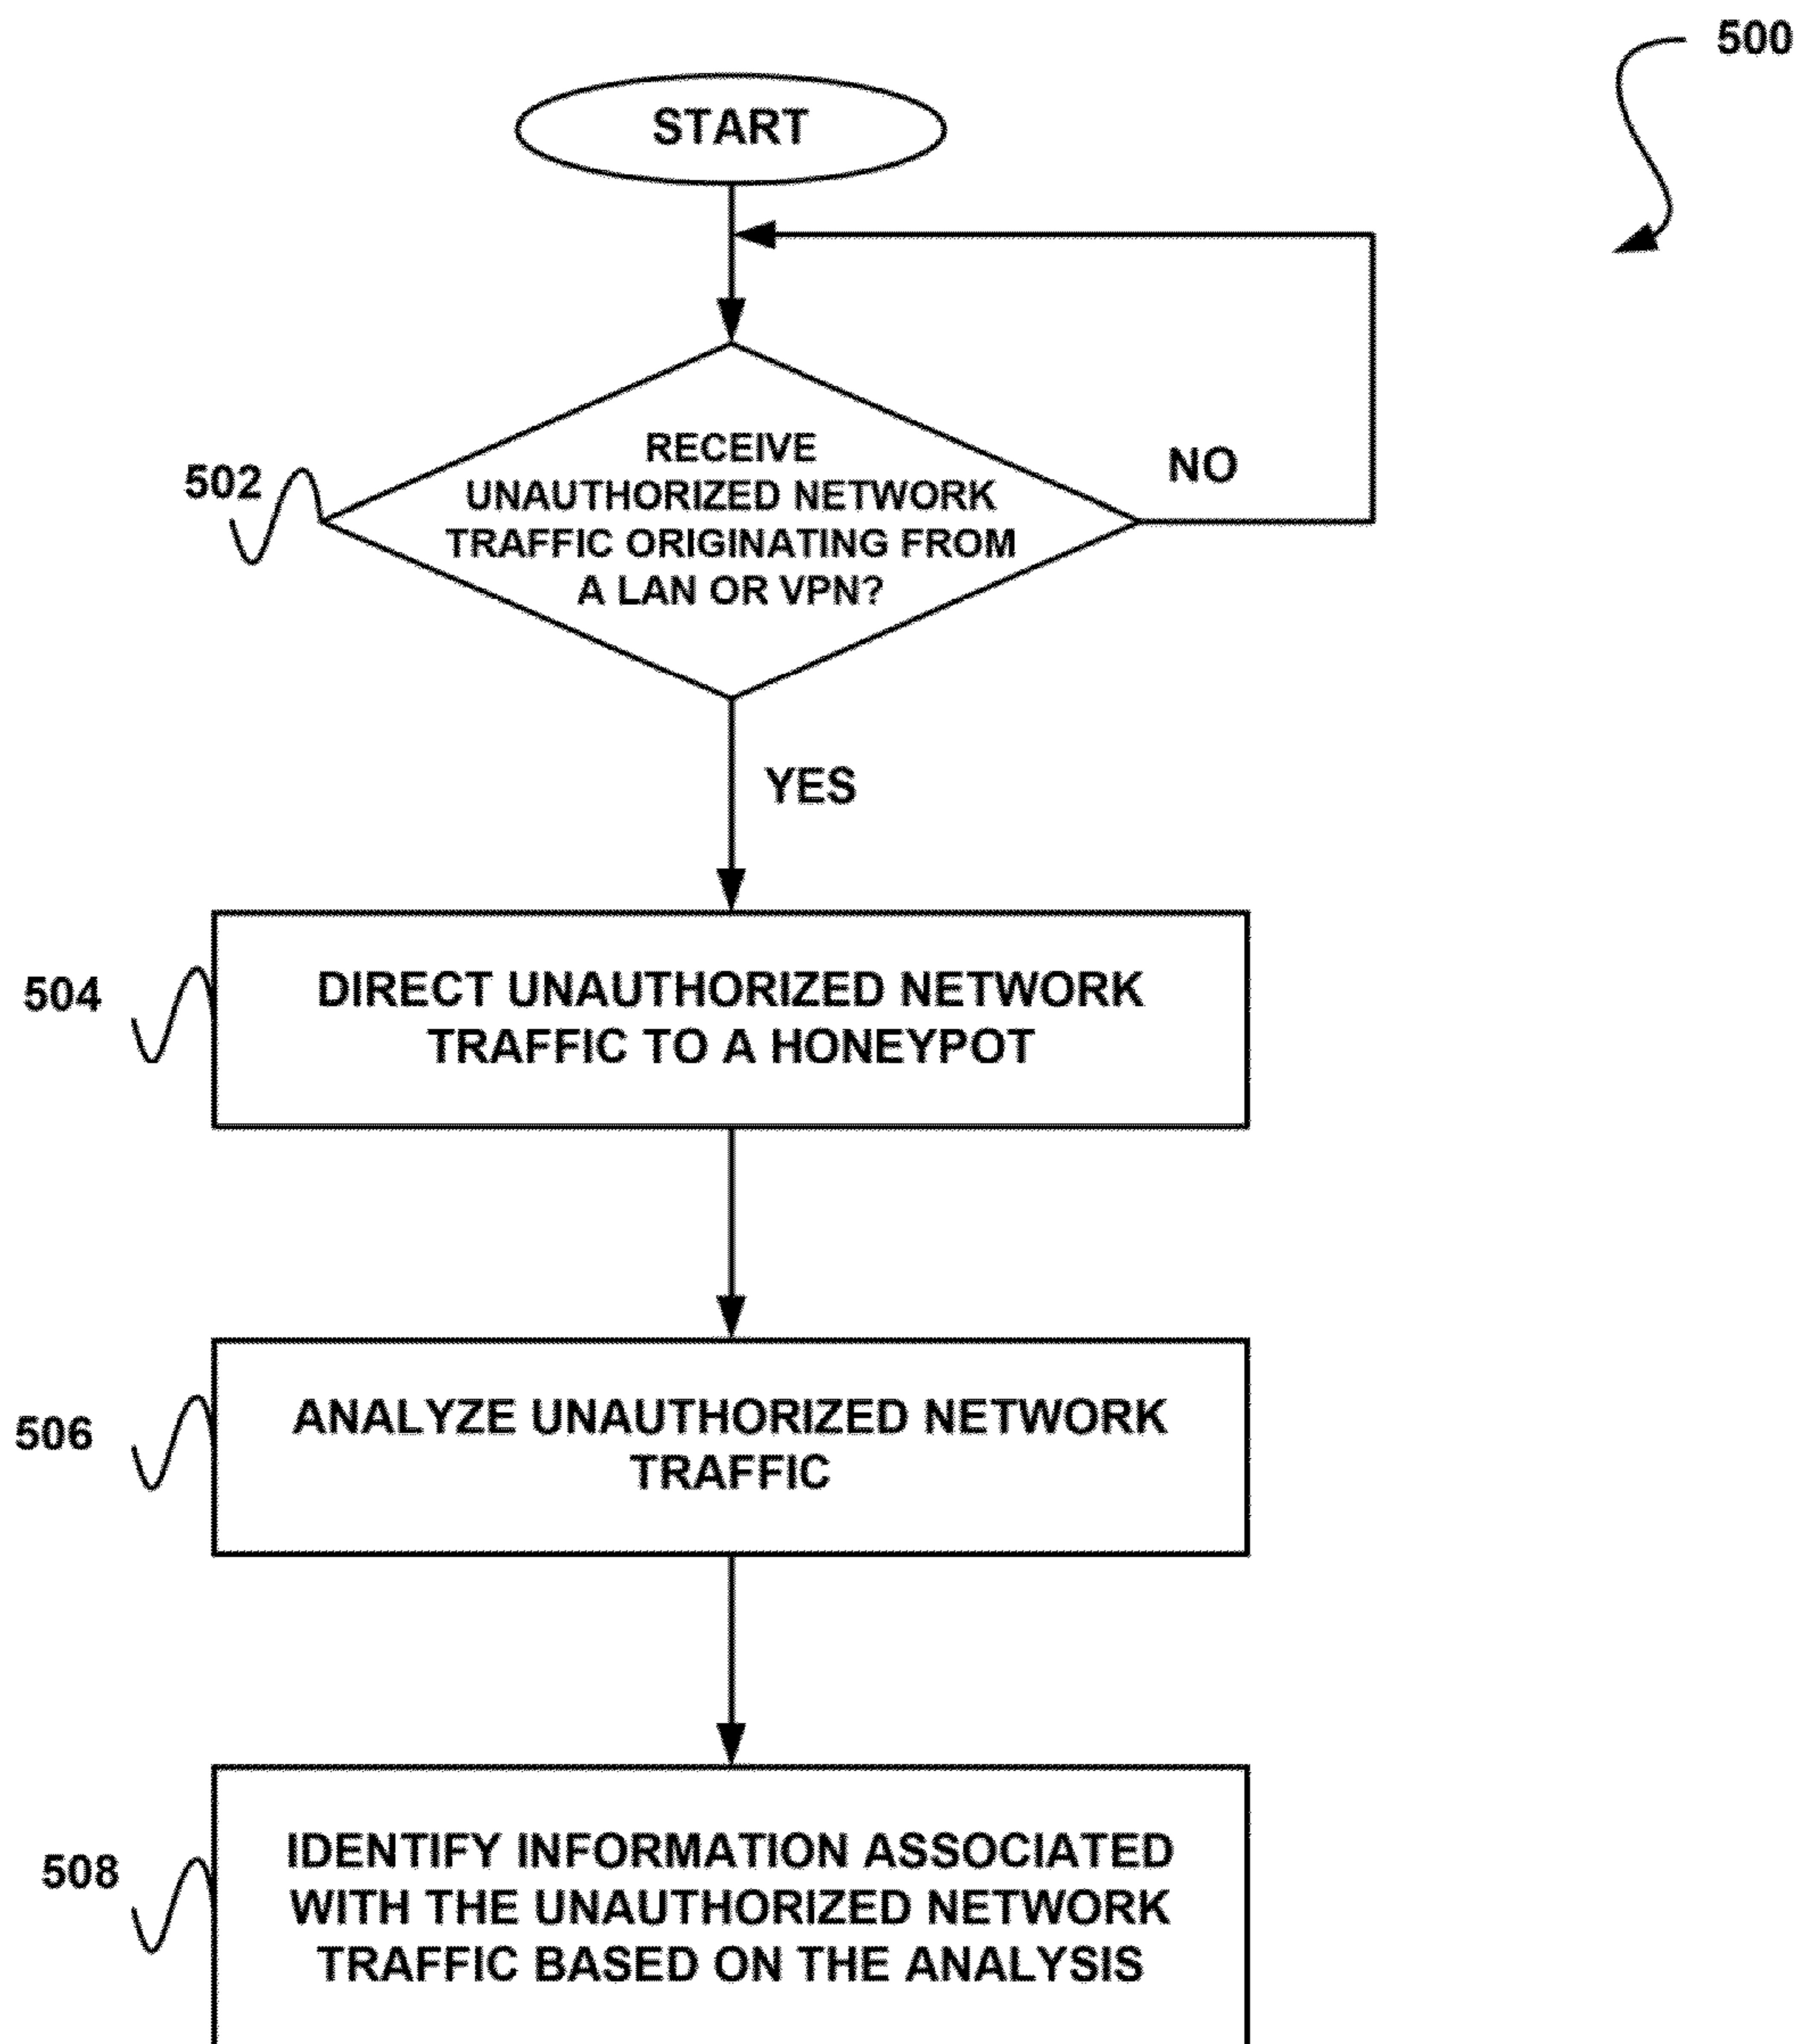 500
START
RECEIVE
UNAUTHORIZED NETWORK
TRAFFIC ORIGINATING FROM
A LAN OR VPN?
502
NO
YES
504
DIRECT UNAUTHORIZED NETWORK
TRAFFIC TO A HONEYPOT
506
ANALYZE UNAUTHORIZED NETWORK
TRAFFIC
508
IDENTIFY INFORMATION ASSOCIATED
WITH THE UNAUTHORIZED NETWORK
TRAFFIC BASED ON THE ANALYSIS